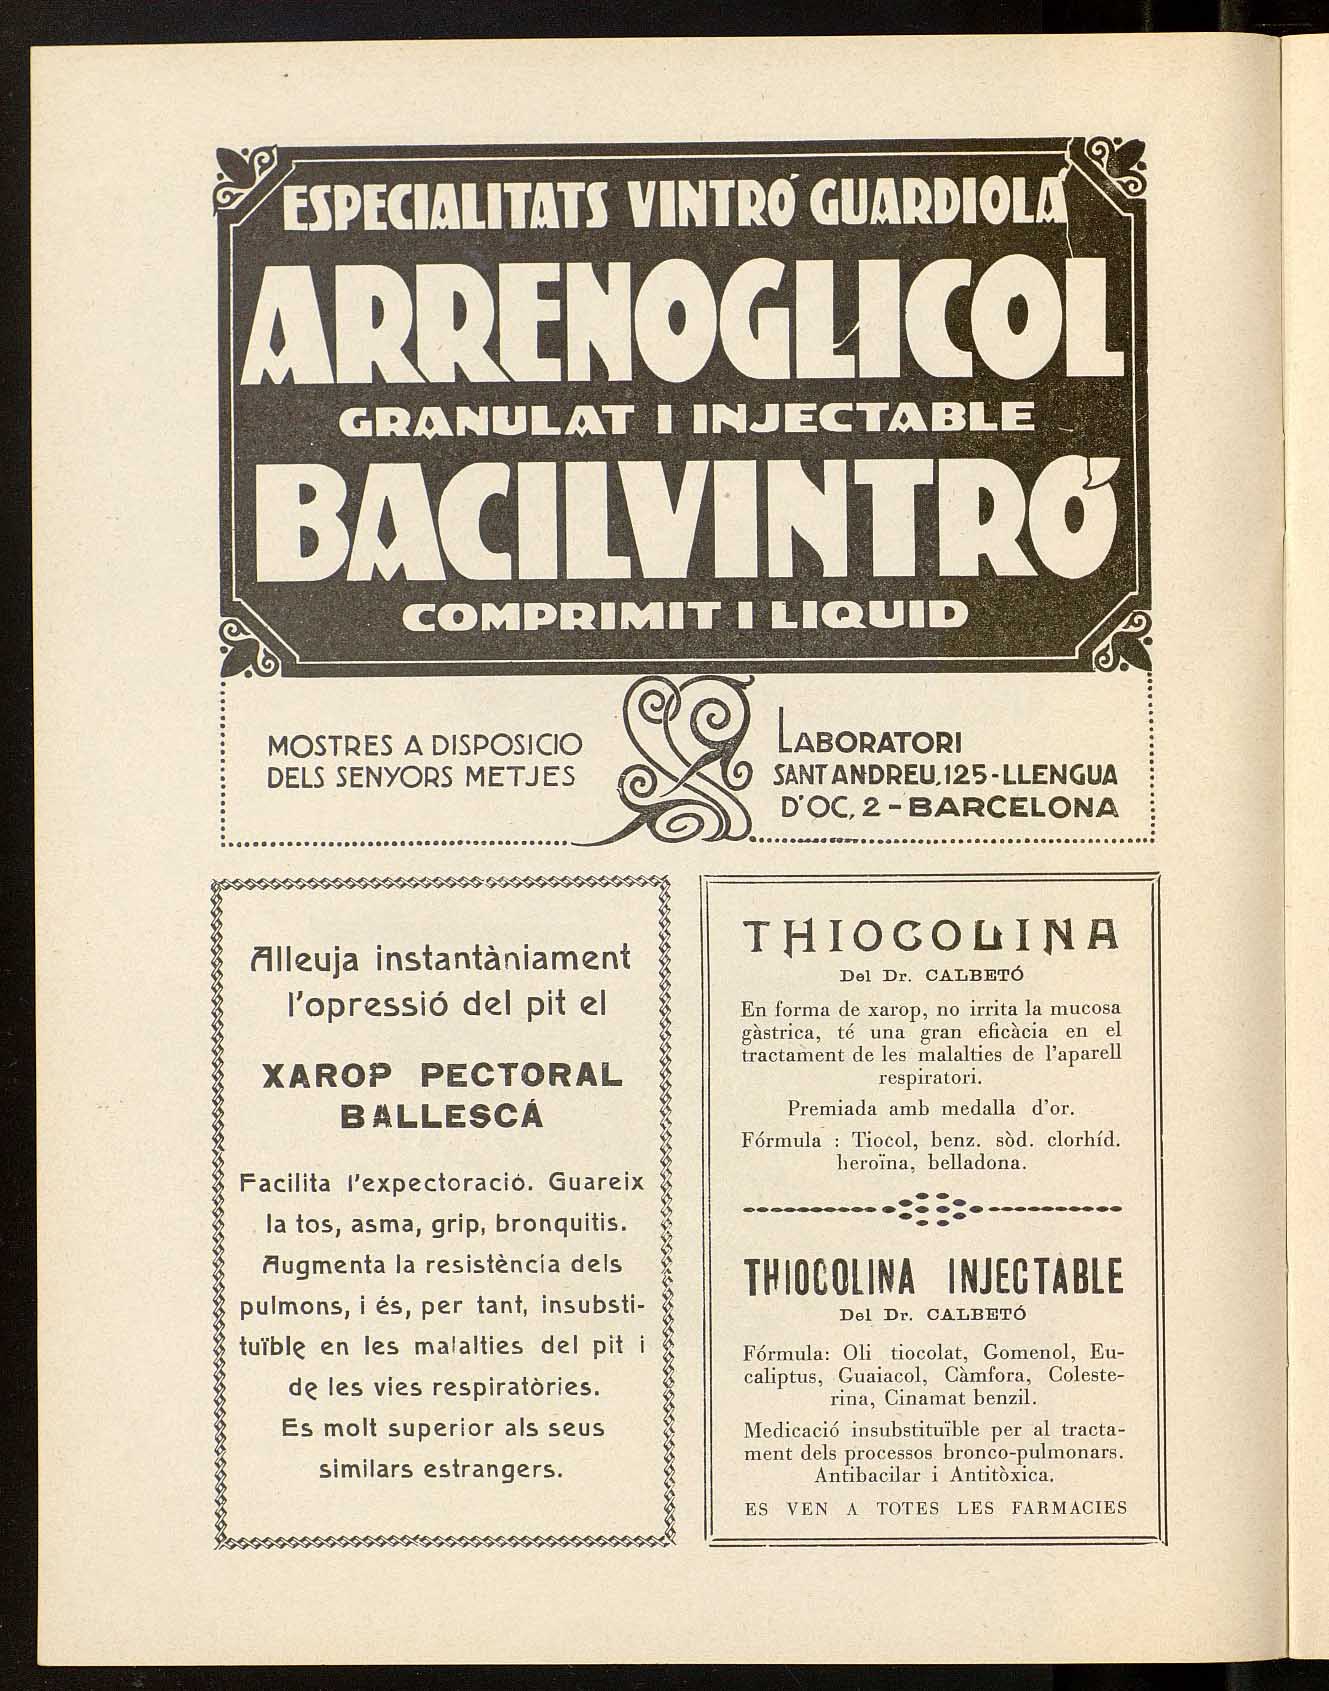 ESPECIALITATS VINTRÓ GUARDIOLA
ARRENOGLICOL
GRANULAT I INJECTABLE
BACILVINTRÓ
COMPRIMIT I LIQUID
MOSTRES A DISPOSICIO
DELS SENYORS METJES
LABORATORI
SANT ANDREU, 125 - LLENGUA
D'OC, 2 - BARCELONA
Alleuja instantàniament
l'opressió del pit el
XAROP PECTORAL
BALLESCÁ
Facilita l'expectoració. Guareix
la tos, asma, grip, bronquitis.
Augmenta la resistència dels
pulmons, i és, per tant, insubsti-
tuïble en les malalties del pit i
de les vies respiratòries.
Es molt superior als seus
similars estrangers.
THIOCOLINA
Del Dr. CALBETÓ
En forma de xarop, no irrita la mucosa
gàstrica, té una gran eficàcia en el
tractament de les malalties de l'aparell
respiratori.
Premiada amb medalla d'or.
Fórmula : Tiocol, benz. sòd. clorhíd.
heroïna, belladona.
THIOCOLINA INJECTABLE
Del Dr. CALBETÓ
Fórmula: Oli tiocolat, Gomenol, Eu-
caliptus, Guaiacol, Càmfora, Coleste-
rina, Cinamat benzil.
Medicació insubstituïble per al tracta-
ment dels processos bronco-pulmonars.
Antibacilar i Antitòxica.
ES VEN A TOTES LES FARMACIES